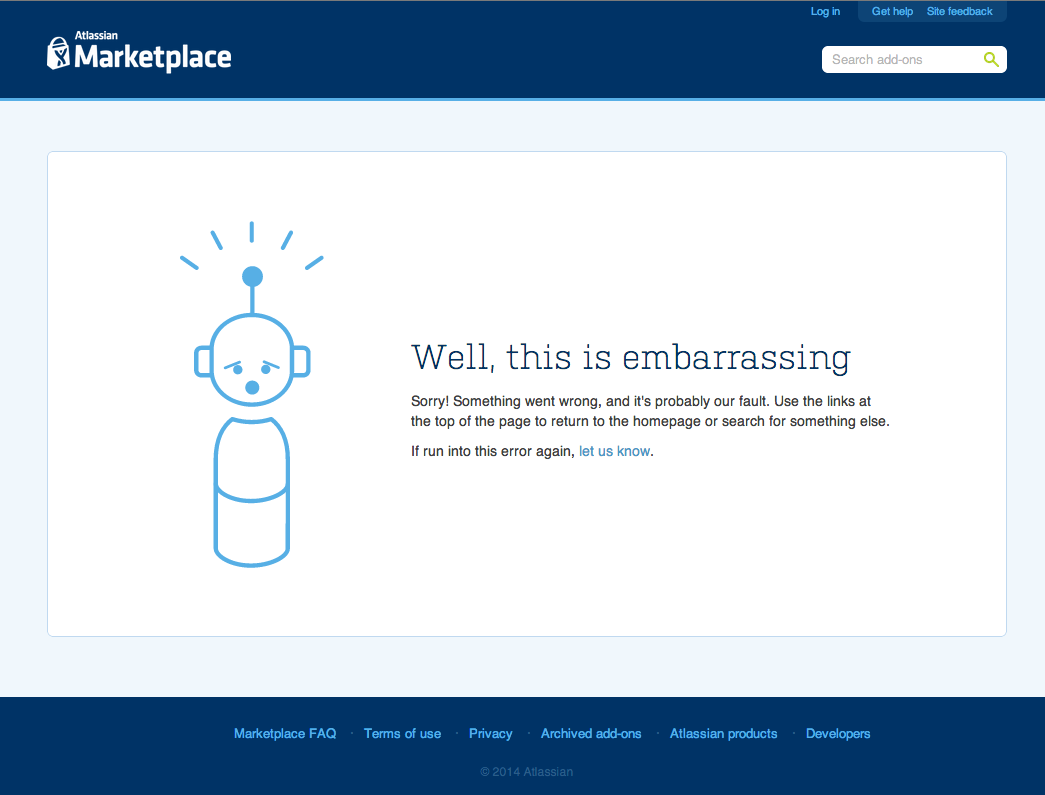 Log in Get help Site feedback
Atlassian
Marketplace
Search add-ons
Well, this is embarrassing
Sorry! Something went wrong, and it's probably our fault. Use the links at
the top of the page to return to the homepage or search for something else.
If run into this error again, let us know.
Marketplace FAQ · Terms of use · Privacy · Archived add-ons · Atlassian products · Developers
© 2014 Atlassian